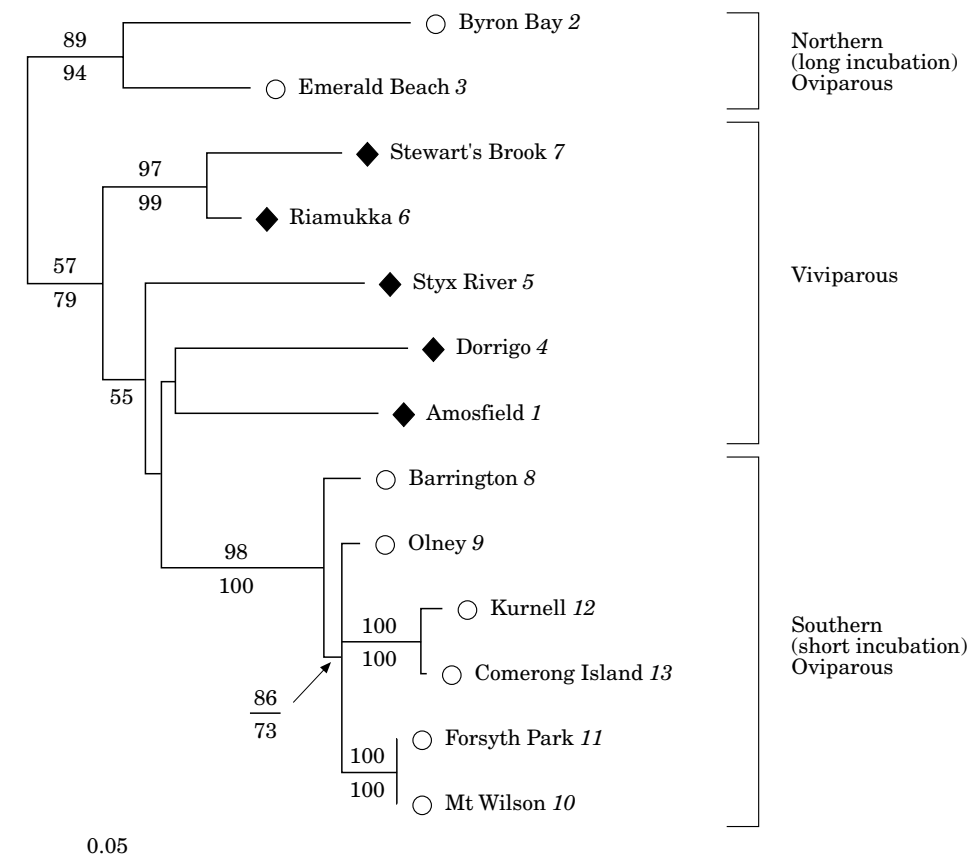 Byron Bay 2
89
94
Emerald Beach 3
Northern
(long incubation)
Oviparous
Stewart's Brook 7
97
99
Riamukka 6
57
79
Styx River 5
Viviparous
Dorrigo 4
55
Amosfield 1
Barrington 8
Olney 9
98
100
Kurnell 12
100
100
Comerong Island 13
Southern
(short incubation)
Oviparous
86
73
Forsyth Park 11
100
100
Mt Wilson 10
0.05